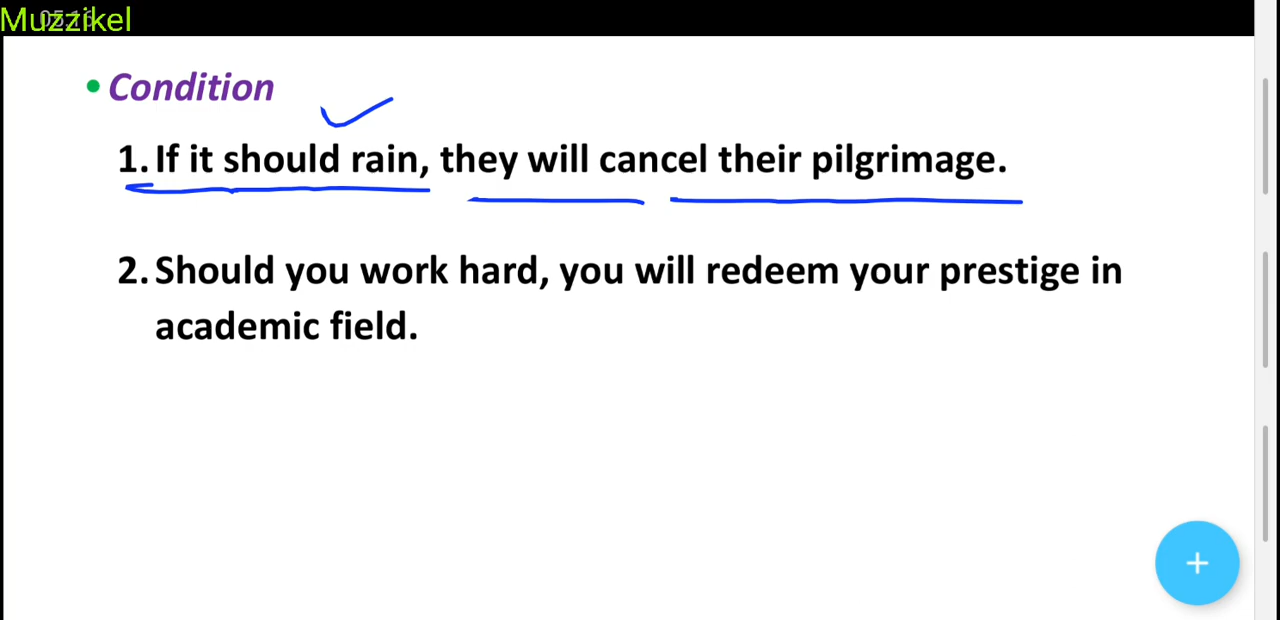 Muzzikel
• Condition
1. If it should rain, they will cancel their pilgrimage.
2. Should you work hard, you will redeem your prestige in
academic field.
+